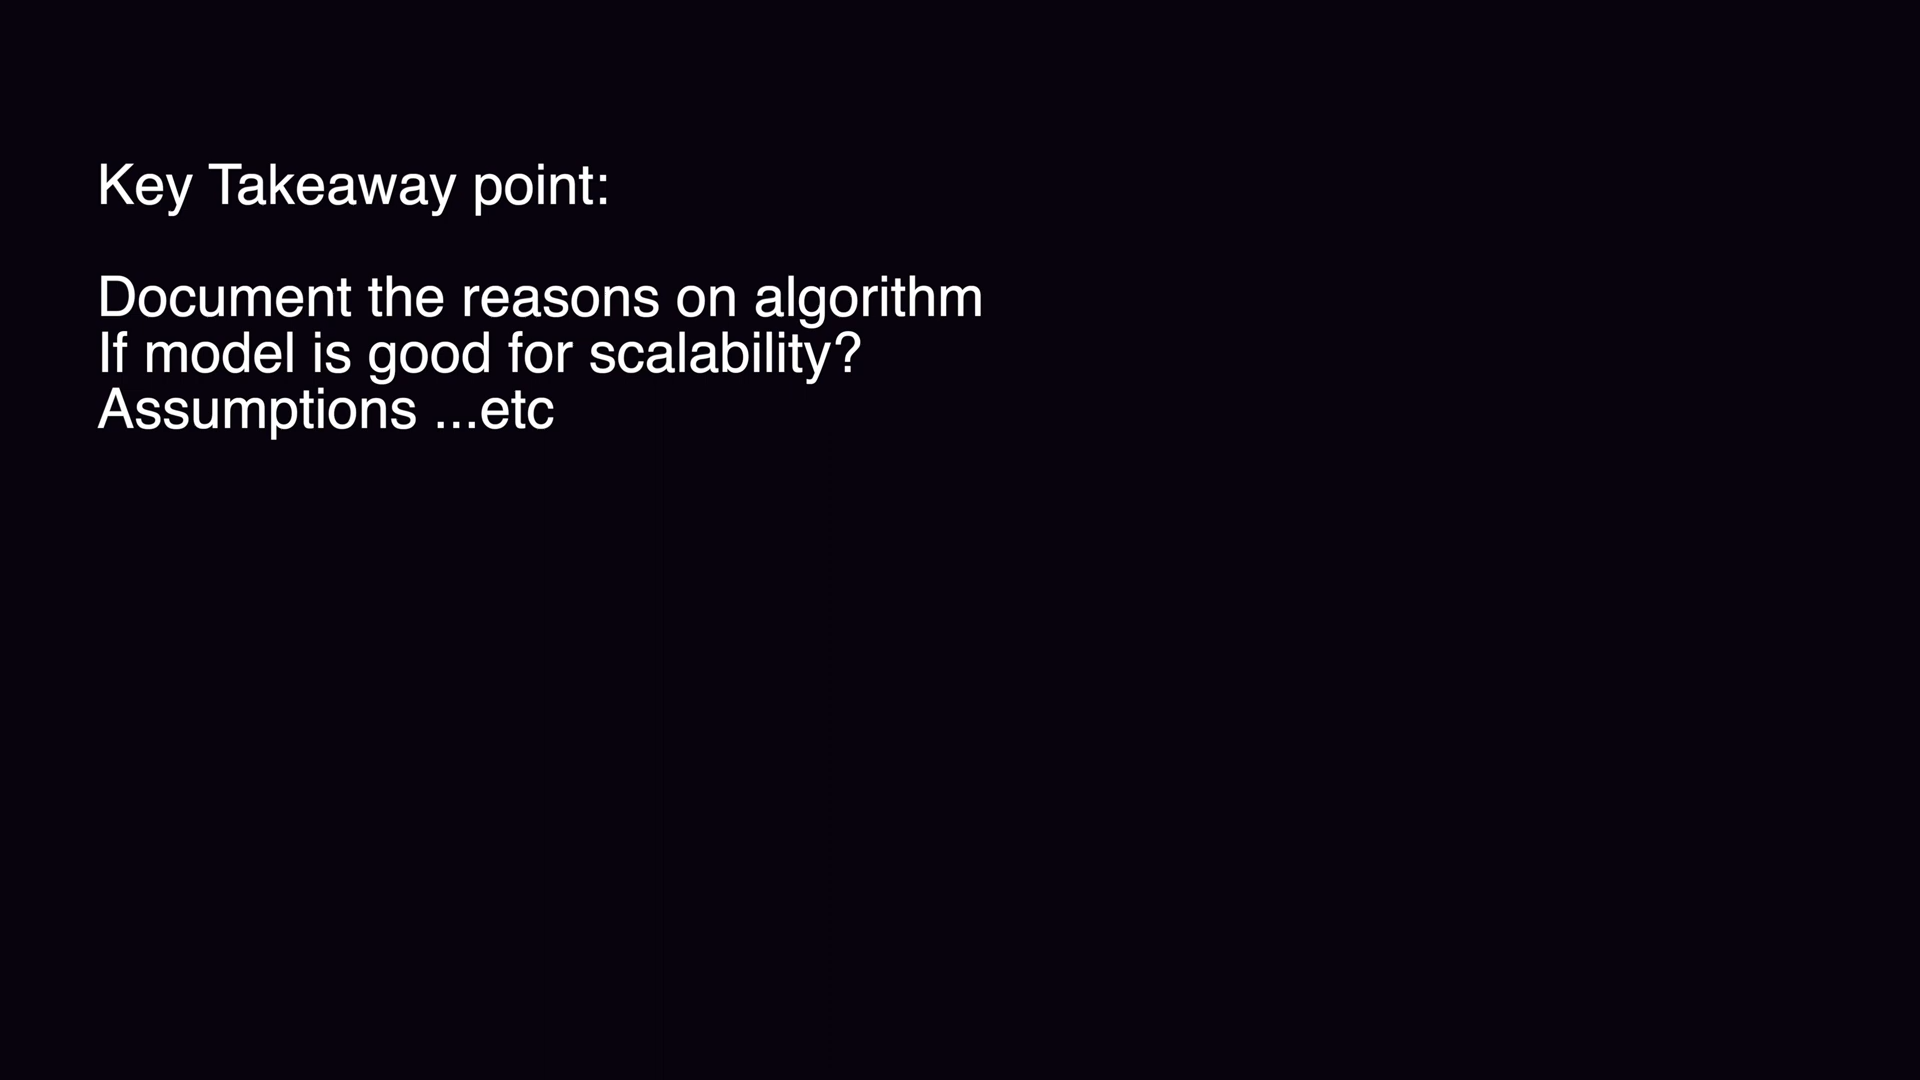 Key Takeaway point:
Document the reasons on algorithm
If model is good for scalability?
Assumptions ...etc